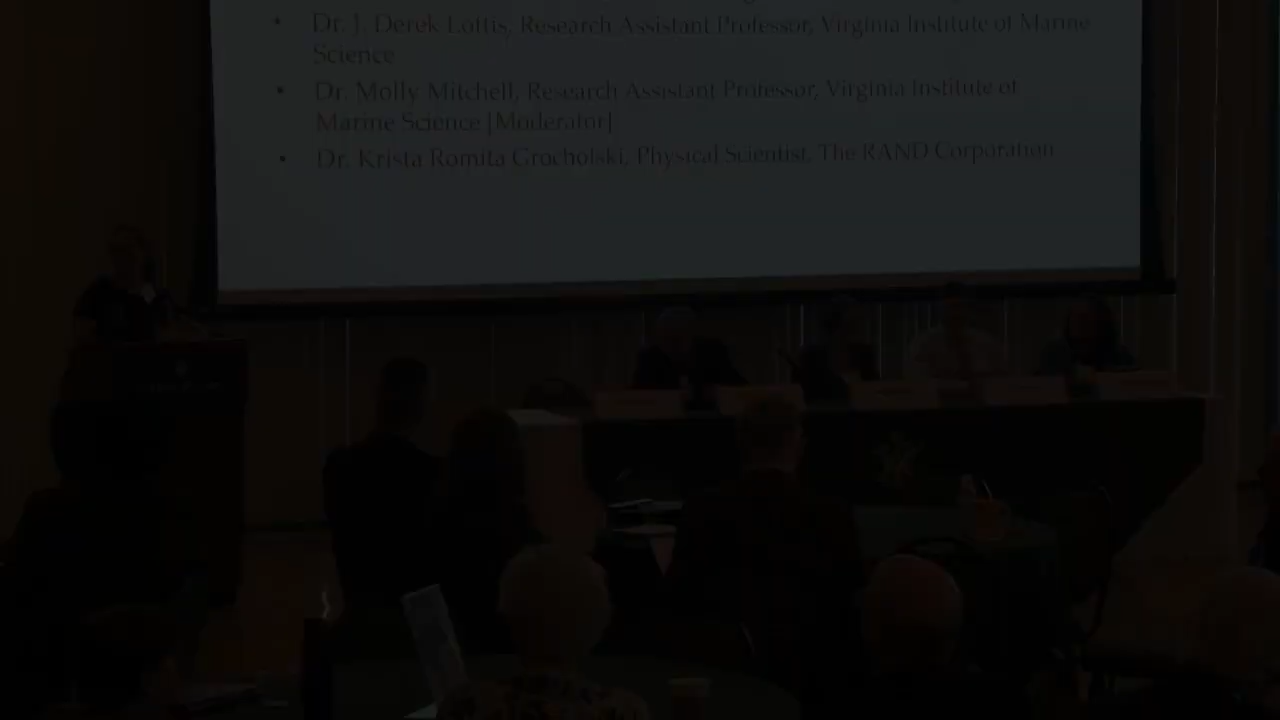 • Dr. J. Derek Loftis, Research Assistant Professor, Virginia Institute of Marine
Science
• Dr. Molly Mitchell, Research Assistant Professor, Virginia Institute of
Marine Science [Moderator]
• Dr. Krista Romita Grocholski, Physical Scientist, The RAND Corporation